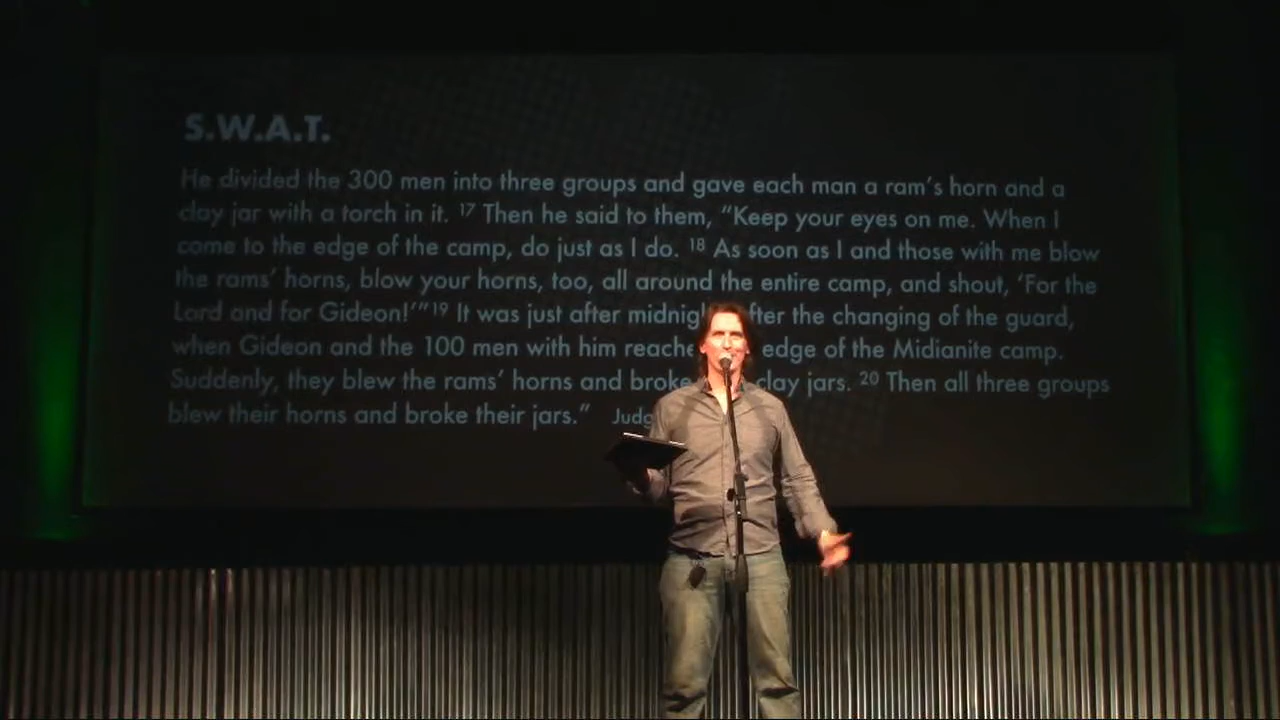 S.W.A.T.
He divided the 300 men into three groups and gave each man a ram's horn and a
clay jar with a torch in it. 17 Then he said to them, “Keep your eyes on me. When I
come to the edge of the camp, do just as I do. 18 As soon as I and those with me blow
the rams’ horns, blow your horns, too, all around the entire camp, and shout, ‘For the
Lord and for Gideon!’”19 It was just after midnig fter the changing of the guard,
when Gideon and the 100 men with him reache edge of the Midianite camp.
Suddenly, they blew the rams’ horns and broke clay jars. 20 Then all three groups
blew their horns and broke their jars.” Judg